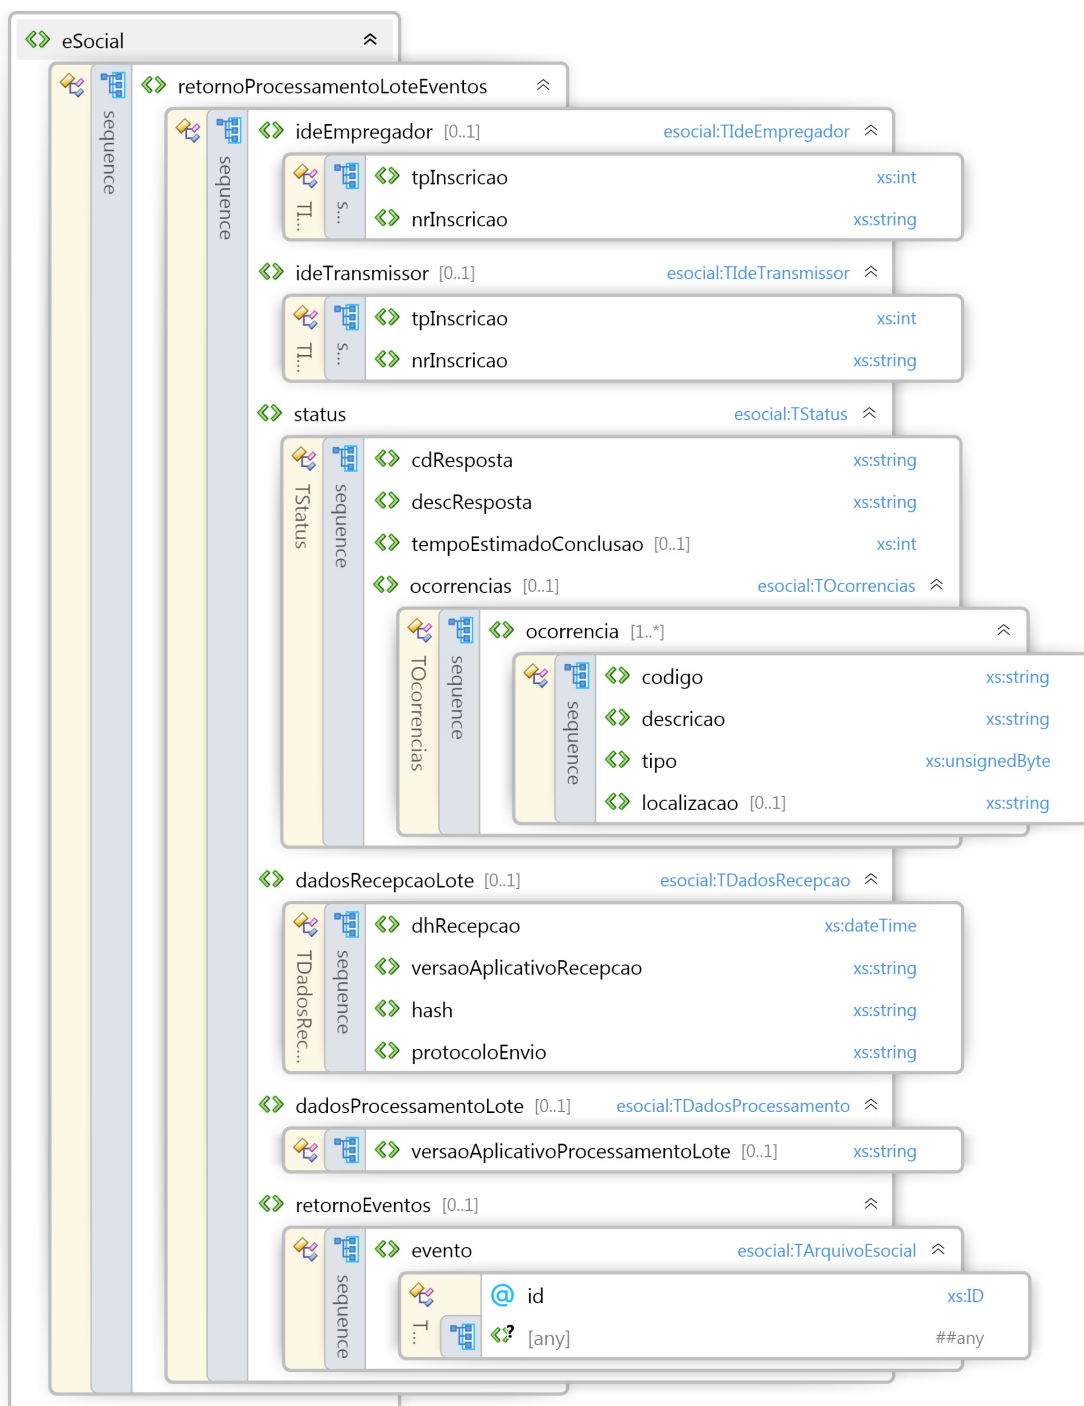 eSocial
sequence
retornoProcessamentoLoteEventos
sequence
ideEmpregador [0..1] esocial:TIdeEmpregador
TI... s...
tpInscricao xs:int
nrInscricao xs:string
ideTransmissor [0..1] esocial:TIdeTransmissor
TI... s...
tpInscricao xs:int
nrInscricao xs:string
status esocial:TStatus
TStatus sequence
cdResposta xs:string
descResposta xs:string
tempoEstimadoConclusao [0..1] xs:int
ocorrencias [0..1] esocial:TOcorrencias
TOcorrencias sequence
ocorrencia [1..*]
sequence
codigo xs:string
descricao xs:string
tipo xs:unsignedByte
localizacao [0..1] xs:string
dadosRecepcaoLote [0..1] esocial:TDadosRecepcao
TDadosRec... sequence
dhRecepcao xs:dateTime
versaoAplicativoRecepcao xs:string
hash xs:string
protocoloEnvio xs:string
dadosProcessamentoLote [0..1] esocial:TDadosProcessamento
versaoAplicativoProcessamentoLote [0..1] xs:string
retornoEventos [0..1]
sequence
evento esocial:TArquivoEsocial
T...
@ id xs:ID
? [any] ##any